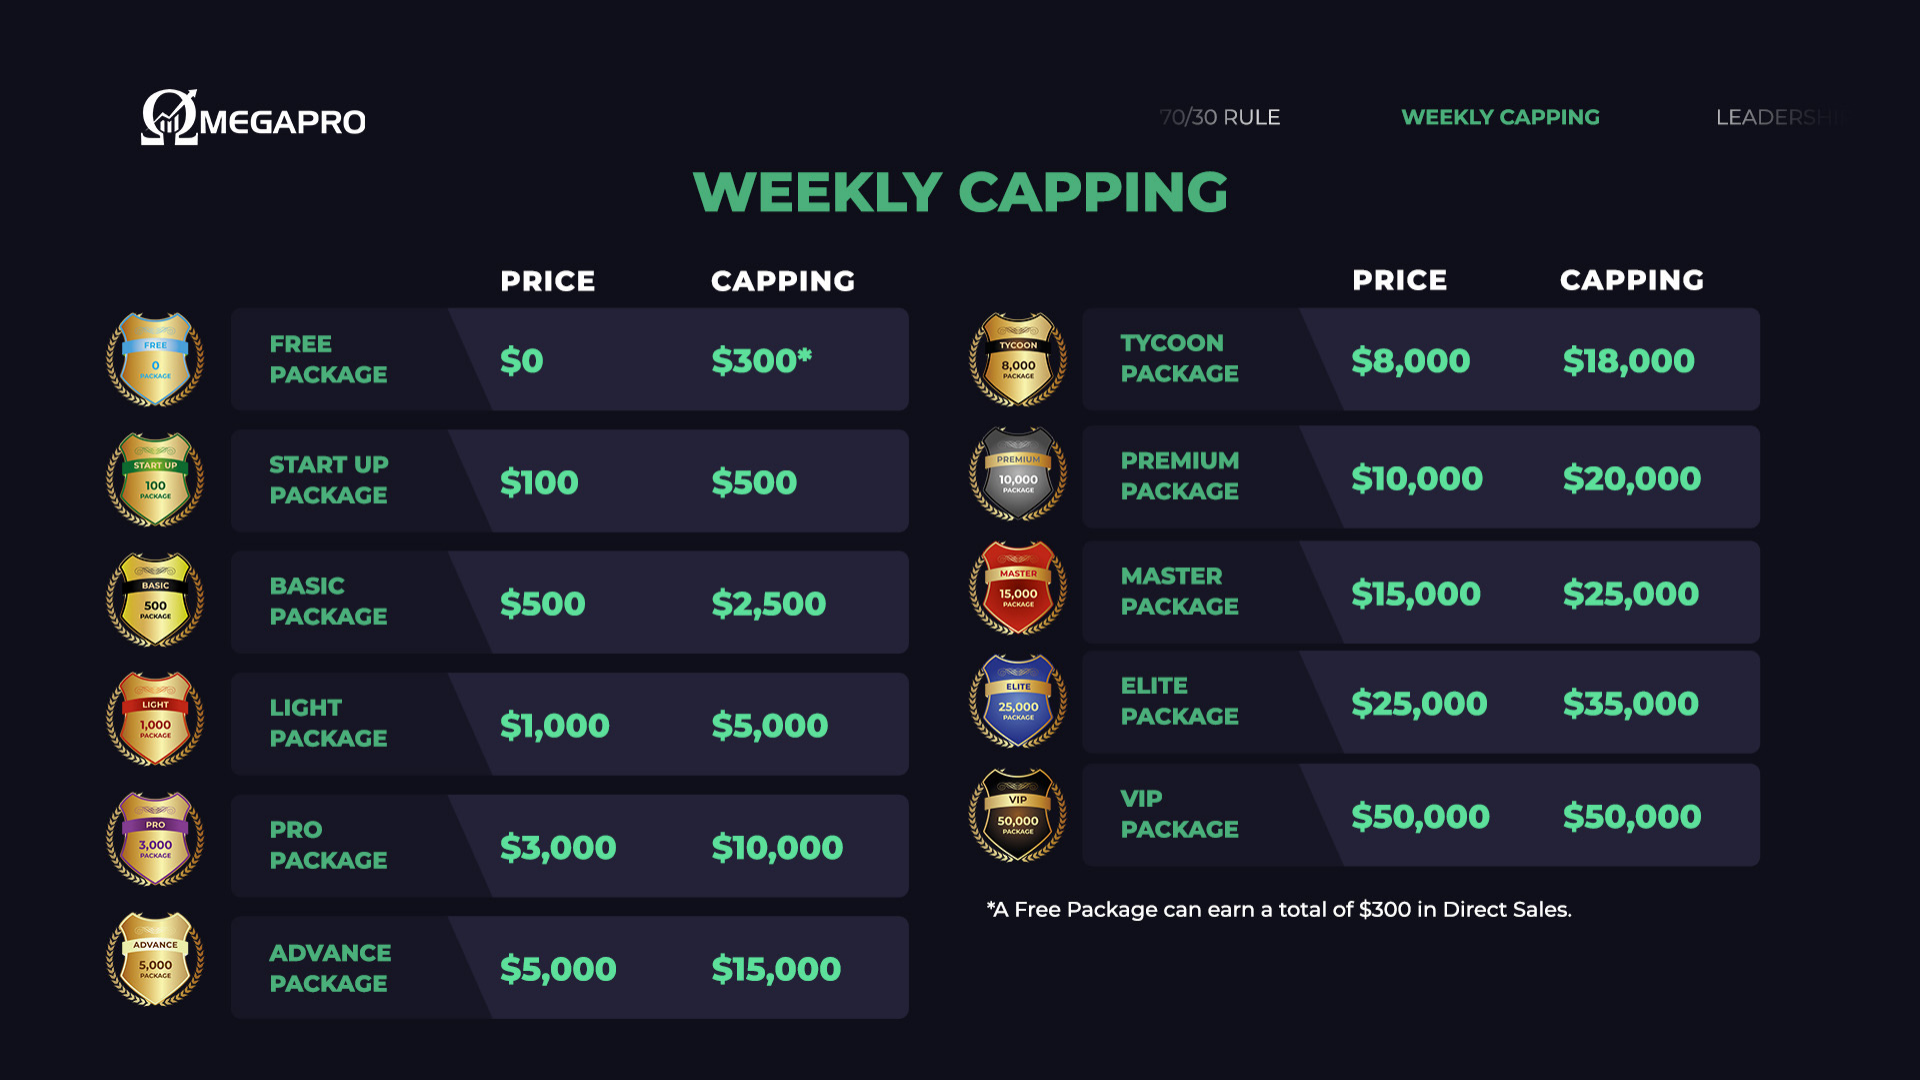 ΩMEGAPRO
70/30 RULE
WEEKLY CAPPING
LEADERSHI
WEEKLY CAPPING
PRICE CAPPING
FREE
0
PACKAGE
FREE
PACKAGE
$0 $300*
START UP
100
PACKAGE
START UP
PACKAGE
$100 $500
BASIC
500
PACKAGE
BASIC
PACKAGE
$500 $2,500
LIGHT
1,000
PACKAGE
LIGHT
PACKAGE
$1,000 $5,000
PRO
3,000
PACKAGE
PRO
PACKAGE
$3,000 $10,000
ADVANCE
5,000
PACKAGE
ADVANCE
PACKAGE
$5,000 $15,000
PRICE CAPPING
TYCOON
8,000
PACKAGE
TYCOON
PACKAGE
$8,000 $18,000
PREMIUM
10,000
PACKAGE
PREMIUM
PACKAGE
$10,000 $20,000
MASTER
15,000
PACKAGE
MASTER
PACKAGE
$15,000 $25,000
ELITE
25,000
PACKAGE
ELITE
PACKAGE
$25,000 $35,000
VIP
50,000
PACKAGE
VIP
PACKAGE
$50,000 $50,000
*A Free Package can earn a total of $300 in Direct Sales.